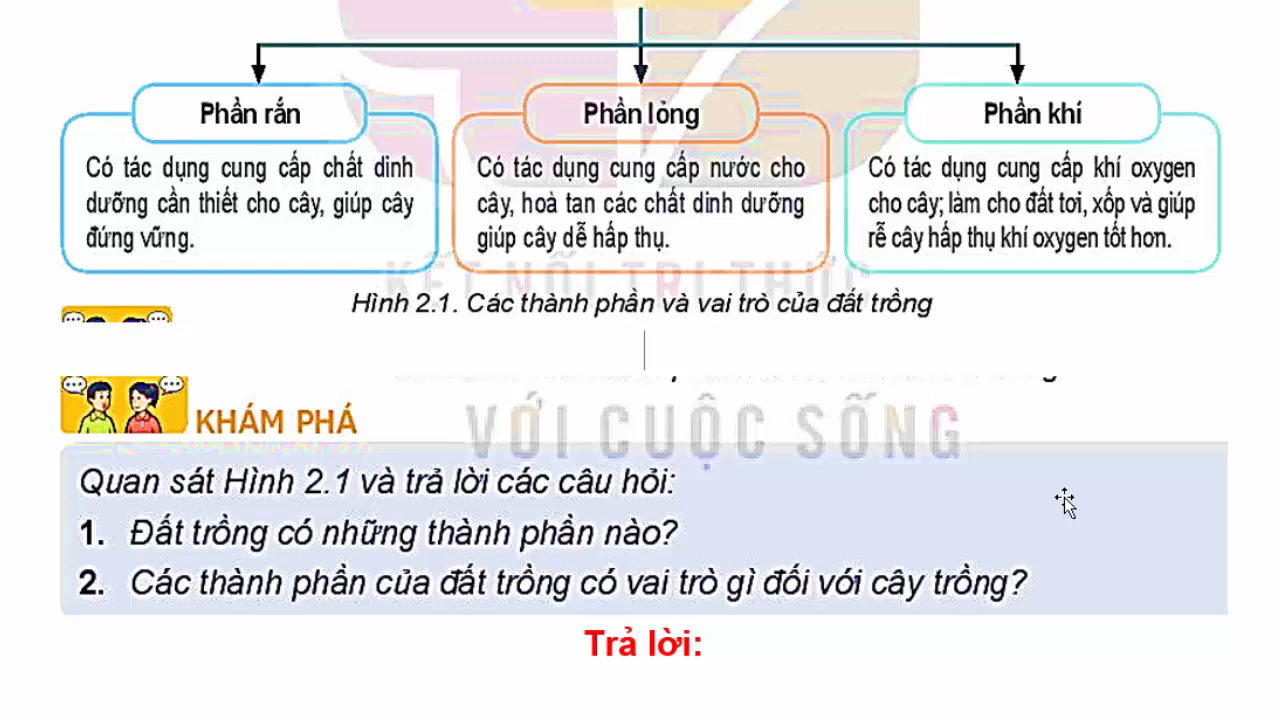 Phần rắn
Có tác dụng cung cấp chất dinh
dưỡng cần thiết cho cây, giúp cây
đứng vững.
Phần lỏng
Có tác dụng cung cấp nước cho
cây, hoà tan các chất dinh dưỡng
giúp cây dễ hấp thụ.
Phần khí
Có tác dụng cung cấp khí oxygen
cho cây; làm cho đất tơi, xốp và giúp
rễ cây hấp thụ khí oxygen tốt hơn.
KẾT NỐI TRI THỨC
Hình 2.1. Các thành phần và vai trò của đất trồng
KHÁM PHÁ
VỚI CUỘC SỐNG
Quan sát Hình 2.1 và trả lời các câu hỏi:
1. Đất trồng có những thành phần nào?
2. Các thành phần của đất trồng có vai trò gì đối với cây trồng?
Trả lời: